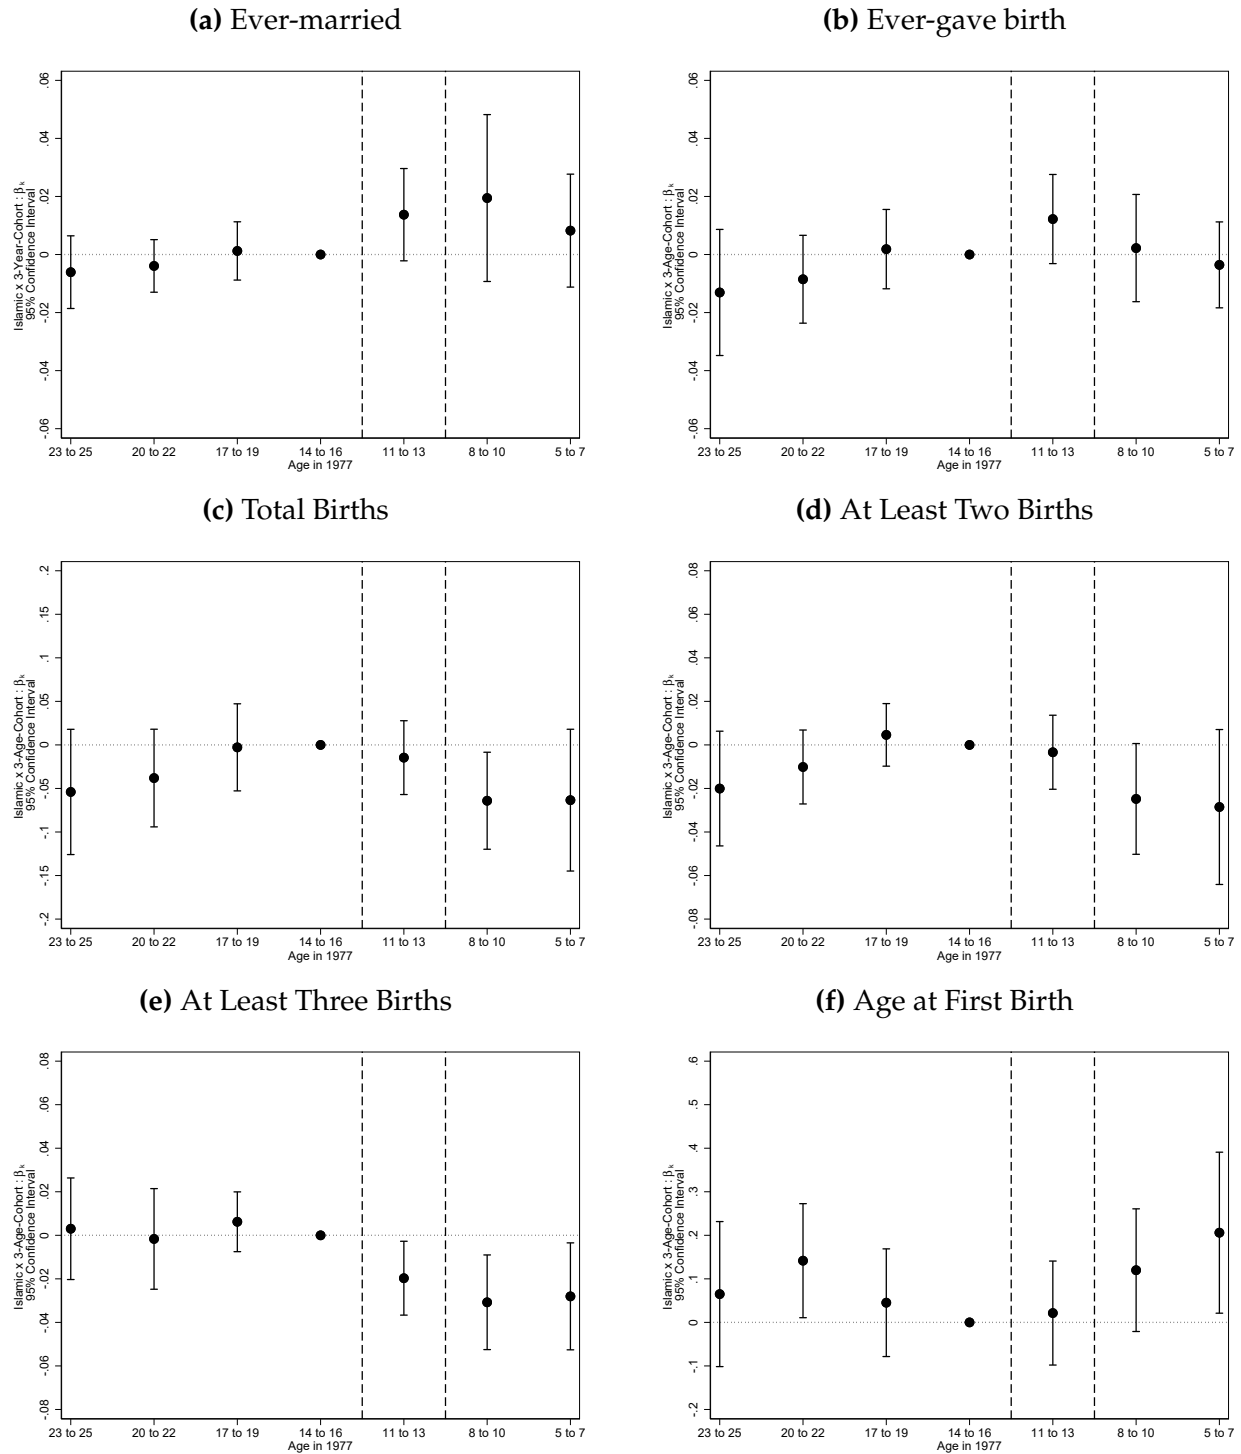 (a) Ever-married
Islamic x 3-Year-Cohort : βk
95% Confidence Interval
.06
.04
.02
0
-.02
-.04
-.06
23 to 25 20 to 22 17 to 19 14 to 16 11 to 13 8 to 10 5 to 7
Age in 1977
(b) Ever-gave birth
Islamic x 3-Age-Cohort : βk
95% Confidence Interval
.06
.04
.02
0
-.02
-.04
-.06
23 to 25 20 to 22 17 to 19 14 to 16 11 to 13 8 to 10 5 to 7
Age in 1977
(c) Total Births
Islamic x 3-Age-Cohort : βk
95% Confidence Interval
.2
.15
.1
.05
0
-.05
-.1
-.15
-.2
23 to 25 20 to 22 17 to 19 14 to 16 11 to 13 8 to 10 5 to 7
Age in 1977
(d) At Least Two Births
Islamic x 3-Age-Cohort : βk
95% Confidence Interval
.08
.06
.04
.02
0
-.02
-.04
-.06
-.08
23 to 25 20 to 22 17 to 19 14 to 16 11 to 13 8 to 10 5 to 7
Age in 1977
(e) At Least Three Births
Islamic x 3-Age-Cohort : βk
95% Confidence Interval
.08
.06
.04
.02
0
-.02
-.04
-.06
-.08
23 to 25 20 to 22 17 to 19 14 to 16 11 to 13 8 to 10 5 to 7
Age in 1977
(f) Age at First Birth
Islamic x 3-Age-Cohort : βk
95% Confidence Interval
.6
.5
.4
.3
.2
.1
0
-.1
-.2
23 to 25 20 to 22 17 to 19 14 to 16 11 to 13 8 to 10 5 to 7
Age in 1977